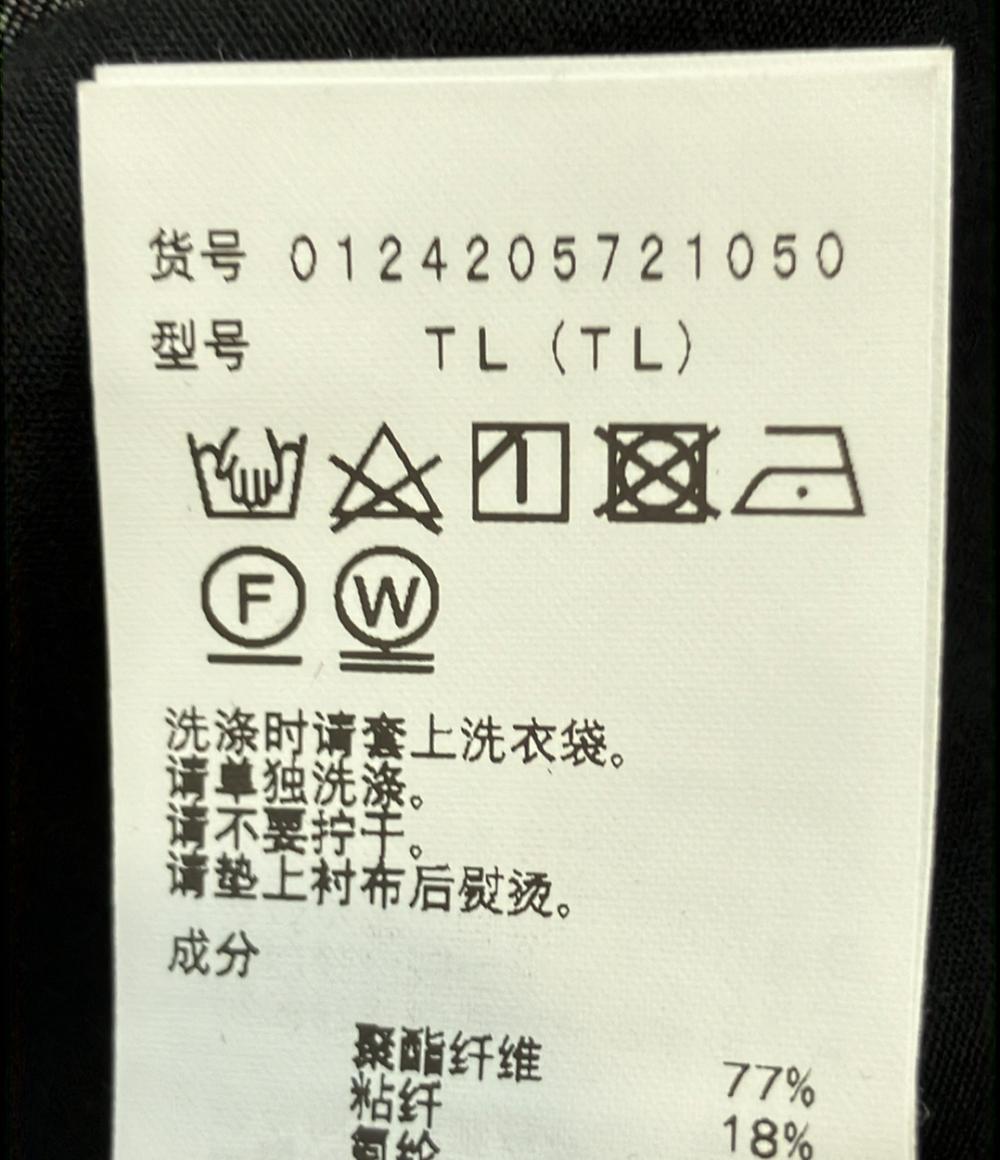 货号 0124205721050
型号 TL (TL)
F W
洗涤时请套上洗衣袋。
请单独洗涤。
请不要拧干。
请垫上衬布后熨烫。
成分
聚酯纤维 77%
粘纤 18%
氨纶